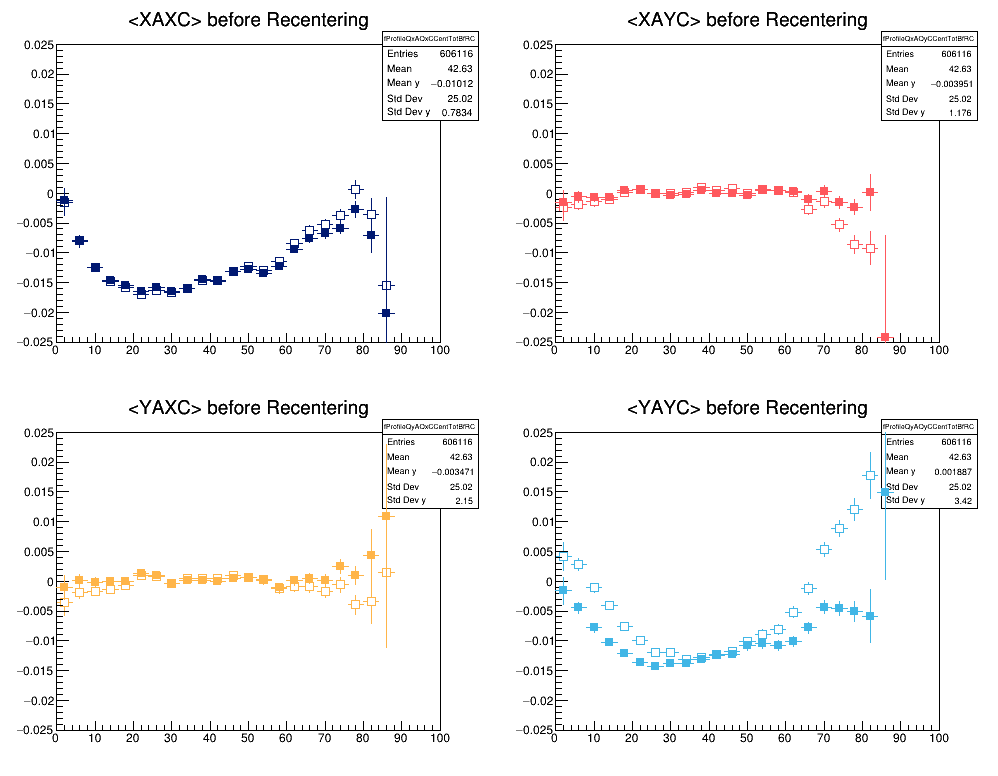 <XAXC> before Recentering
fProfileQxAQxCCentTotBfRC
Entries 606116
Mean 42.63
Mean y −0.01012
Std Dev 25.02
Std Dev y 0.7834
0.025
0.02
0.015
0.01
0.005
0
−0.005
−0.01
−0.015
−0.02
−0.025
0 10 20 30 40 50 60 70 80 90 100
<XAYC> before Recentering
fProfileQxAQyCCentTotBfRC
Entries 606116
Mean 42.63
Mean y −0.003951
Std Dev 25.02
Std Dev y 1.176
0.025
0.02
0.015
0.01
0.005
0
−0.005
−0.01
−0.015
−0.02
−0.025
0 10 20 30 40 50 60 70 80 90 100
<YAXC> before Recentering
fProfileQyAQxCCentTotBfRC
Entries 606116
Mean 42.63
Mean y −0.003471
Std Dev 25.02
Std Dev y 2.15
0.025
0.02
0.015
0.01
0.005
0
−0.005
−0.01
−0.015
−0.02
−0.025
0 10 20 30 40 50 60 70 80 90 100
<YAYC> before Recentering
fProfileQyAQyCCentTotBfRC
Entries 606116
Mean 42.63
Mean y 0.001887
Std Dev 25.02
Std Dev y 3.42
0.025
0.02
0.015
0.01
0.005
0
−0.005
−0.01
−0.015
−0.02
−0.025
0 10 20 30 40 50 60 70 80 90 100